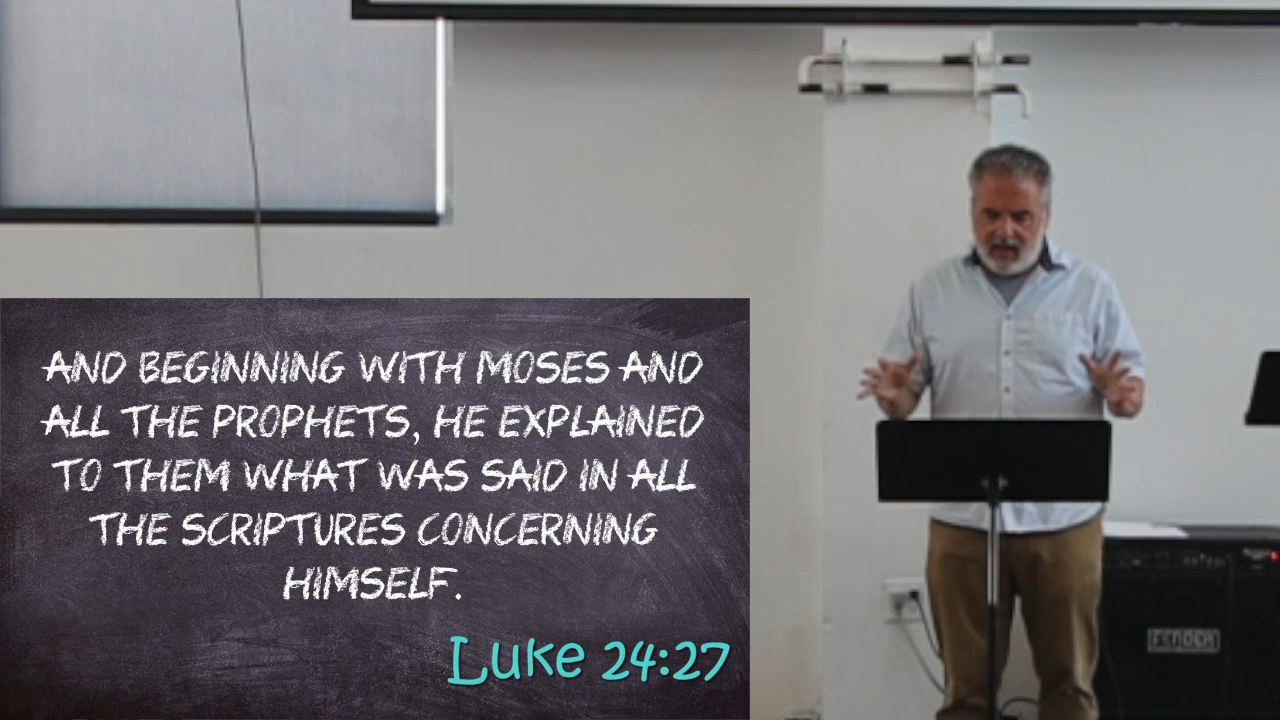 AND BEGINNING WITH MOSES AND
ALL THE PROPHETS, HE EXPLAINED
TO THEM WHAT WAS SAID IN ALL
THE SCRIPTURES CONCERNING
HIMSELF.
Luke 24:27
FENDER